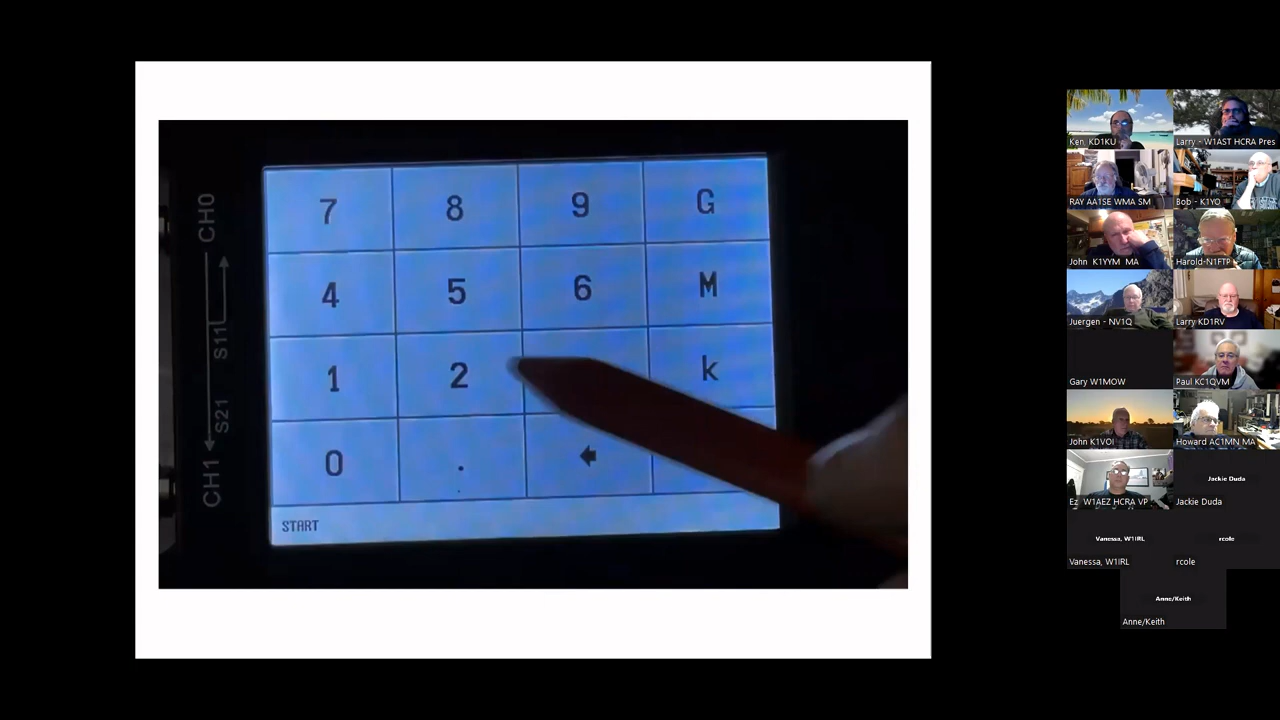 CH0
S11
S21
CH1
7 8 9 G
4 5 6 M
1 2 k
0 .
START
Ken KD1KU
Larry - W1AST HCRA Pres
RAY AA1SE WMA SM
Bob - K1YO
John K1YYM MA
Harold-N1FTP
Juergen - NV1Q
Larry KD1RV
Gary W1MOW
Paul KC1QVM
John K1VOI
Howard AC1MN MA
Ez W1AEZ HCRA VP
Jackie Duda
Jackie Duda
Vanessa, W1IRL
rcole
Vanessa, W1IRL
rcole
Anne/Keith
Anne/Keith